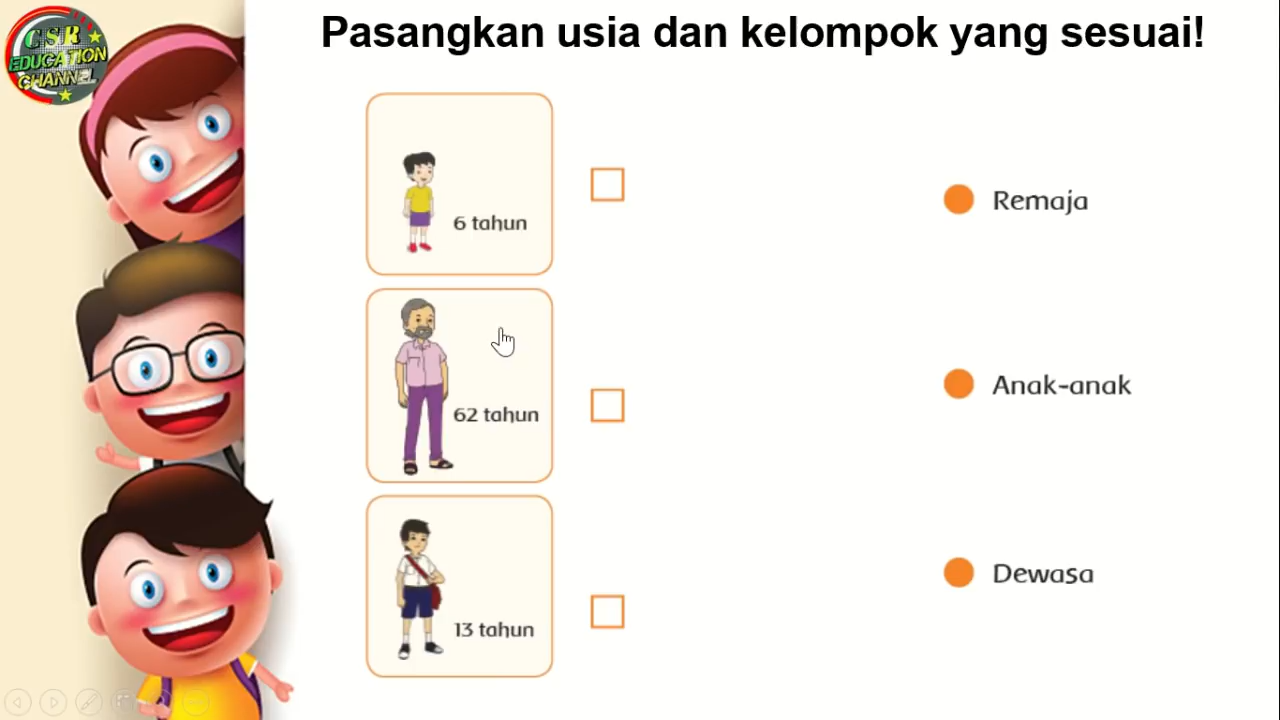 CSR
EDUCATION
CHANNEL
Pasangkan usia dan kelompok yang sesuai!
6 tahun
Remaja
62 tahun
Anak-anak
13 tahun
Dewasa